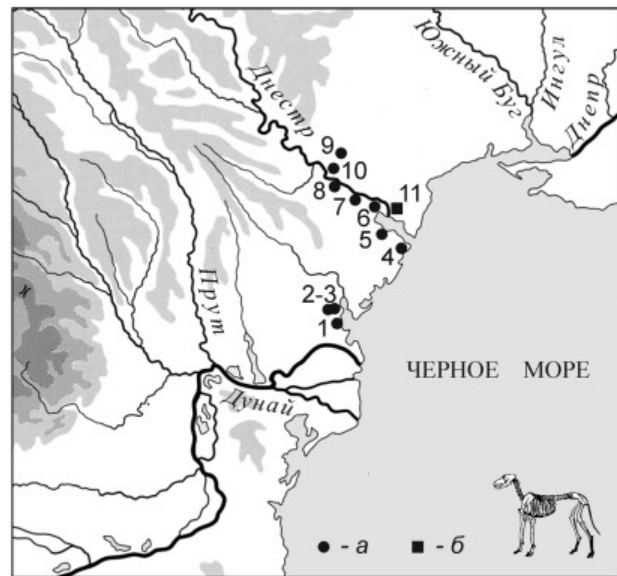 Южный Буг
Ингул
Днепр
Днестр
9
10
8
11
7
6
5
4
Прут
2-3
1
ЧЕРНОЕ МОРЕ
Дунай
- а
- б